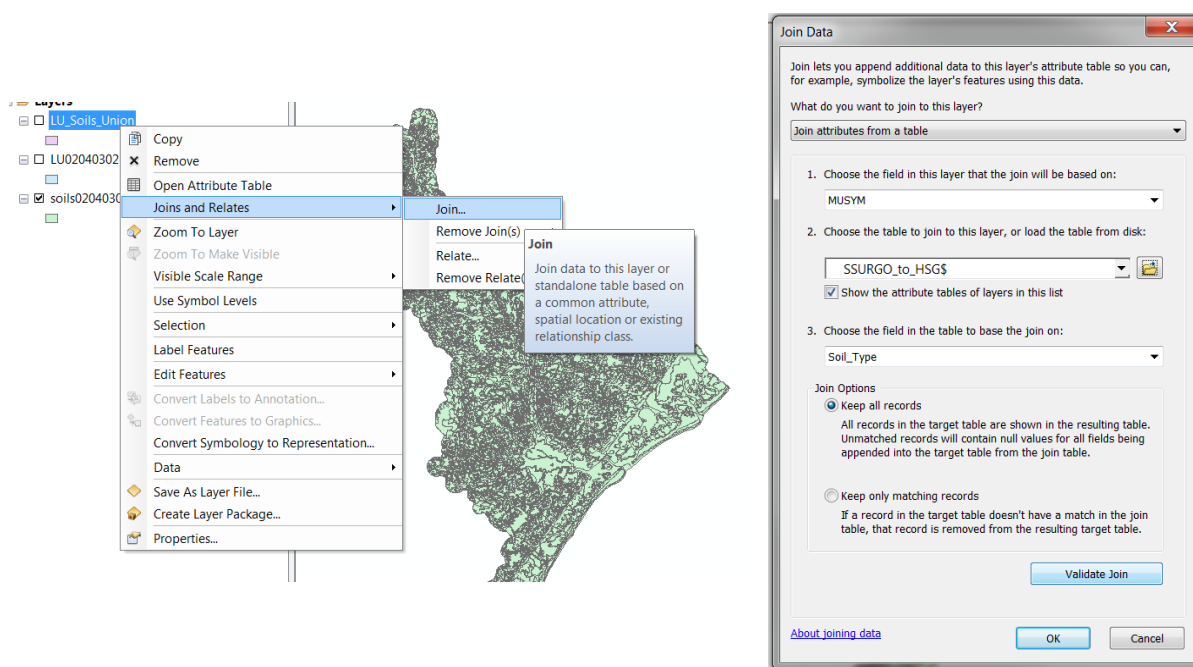 Layers
LU_Soils_Union
LU02040302
soils0204030
Copy
Remove
Open Attribute Table
Joins and Relates
Zoom To Layer
Zoom To Make Visible
Visible Scale Range
Use Symbol Levels
Selection
Label Features
Edit Features
Convert Labels to Annotation...
Convert Features to Graphics...
Convert Symbology to Representation...
Data
Save As Layer File...
Create Layer Package...
Properties...
Join...
Remove Join(s)
Relate...
Remove Relate(
Join
Join data to this layer or
standalone table based on
a common attribute,
spatial location or existing
relationship class.
Join Data
X
Join lets you append additional data to this layer's attribute table so you can,
for example, symbolize the layer's features using this data.
What do you want to join to this layer?
Join attributes from a table
1. Choose the field in this layer that the join will be based on:
MUSYM
2. Choose the table to join to this layer, or load the table from disk:
SSURGO_to_HSG$
Show the attribute tables of layers in this list
3. Choose the field in the table to base the join on:
Soil_Type
Join Options
Keep all records
All records in the target table are shown in the resulting table.
Unmatched records will contain null values for all fields being
appended into the target table from the join table.
Keep only matching records
If a record in the target table doesn't have a match in the join
table, that record is removed from the resulting target table.
Validate Join
About joining data
OK
Cancel